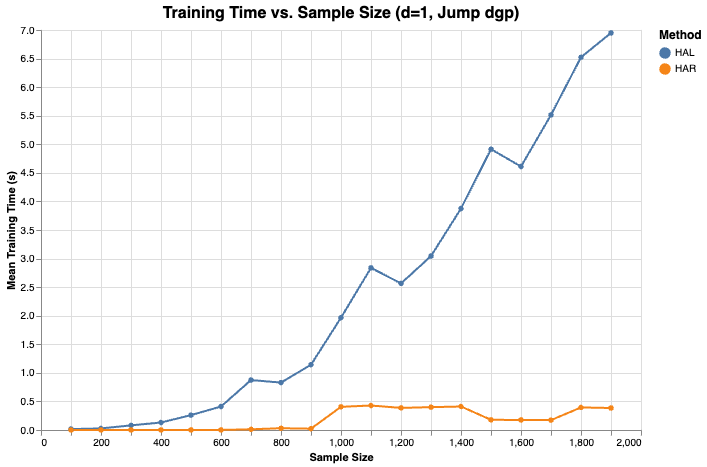 Training Time vs. Sample Size (d=1, Jump dgp)
Method
HAL
HAR
Mean Training Time (s)
7.0
6.5
6.0
5.5
5.0
4.5
4.0
3.5
3.0
2.5
2.0
1.5
1.0
0.5
0.0
0 200 400 600 800 1,000 1,200 1,400 1,600 1,800 2,000
Sample Size